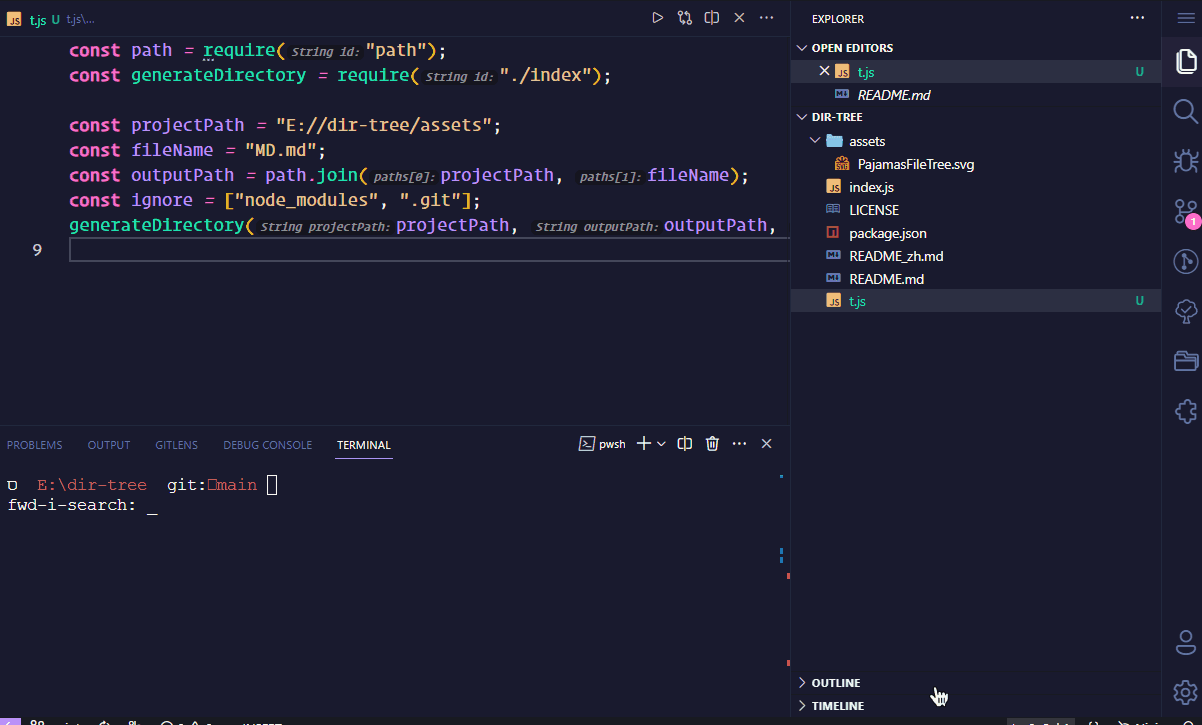 JS t.js U t.js\...
const path = require( String id: "path");
const generateDirectory = require( String id: "./index");
const projectPath = "E://dir-tree/assets";
const fileName = "MD.md";
const outputPath = path.join( paths[0]: projectPath, paths[1]: fileName);
const ignore = ["node_modules", ".git"];
generateDirectory( String projectPath: projectPath, String outputPath: outputPath,
9
PROBLEMS OUTPUT GITLENS DEBUG CONSOLE TERMINAL pwsh
E:\dir-tree git: main
fwd-i-search: _
EXPLORER
OPEN EDITORS
JS t.js U
README.md
DIR-TREE
assets
PajamasFileTree.svg
JS index.js
LICENSE
package.json
README_zh.md
README.md
JS t.js U
OUTLINE
TIMELINE
1